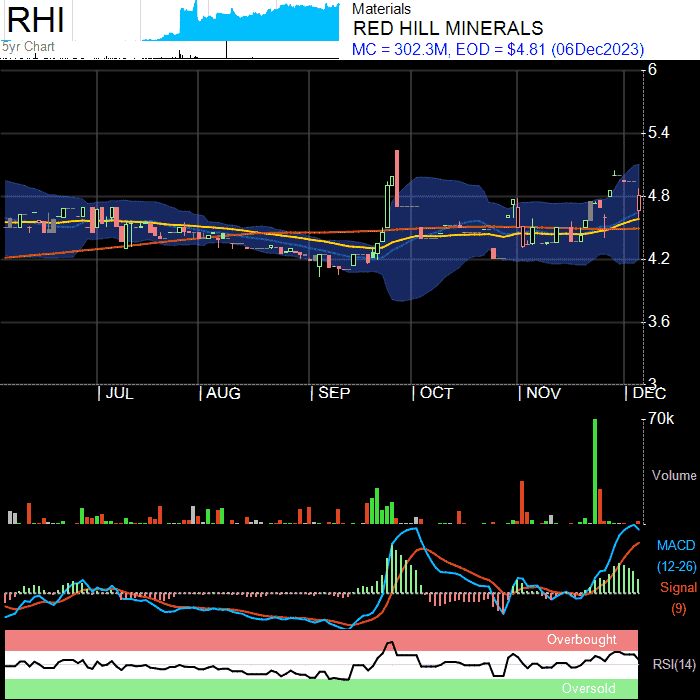 RHI
5yr Chart
Materials
RED HILL MINERALS
MC = 302.3M, EOD = $4.81 (06Dec2023)
6
5.4
4.8
4.2
3.6
3
JUL AUG SEP OCT NOV DEC
70k
Volume
MACD
(12-26)
Signal
(9)
Overbought
RSI(14)
Oversold